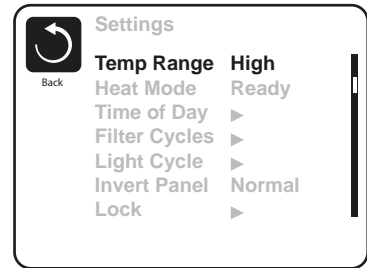 Settings
Back
Temp Range High
Heat Mode Ready
Time of Day ▶
Filter Cycles ▶
Light Cycle ▶
Invert Panel Normal
Lock ▶